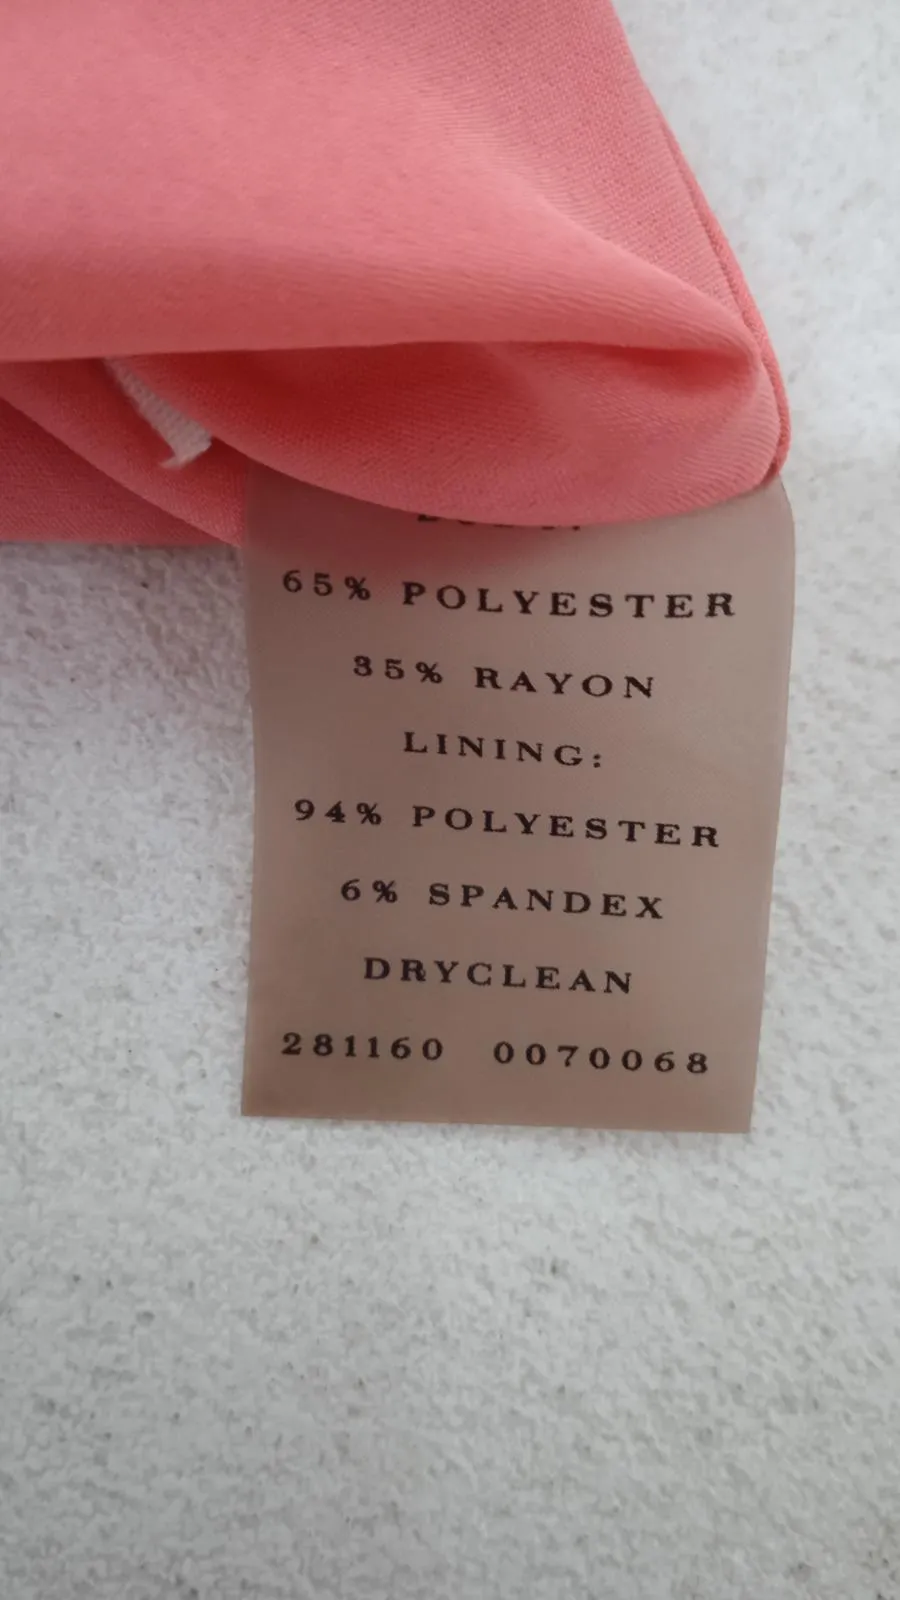 65% POLYESTER
35% RAYON
LINING:
94% POLYESTER
6% SPANDEX
DRYCLEAN
281160 0070068